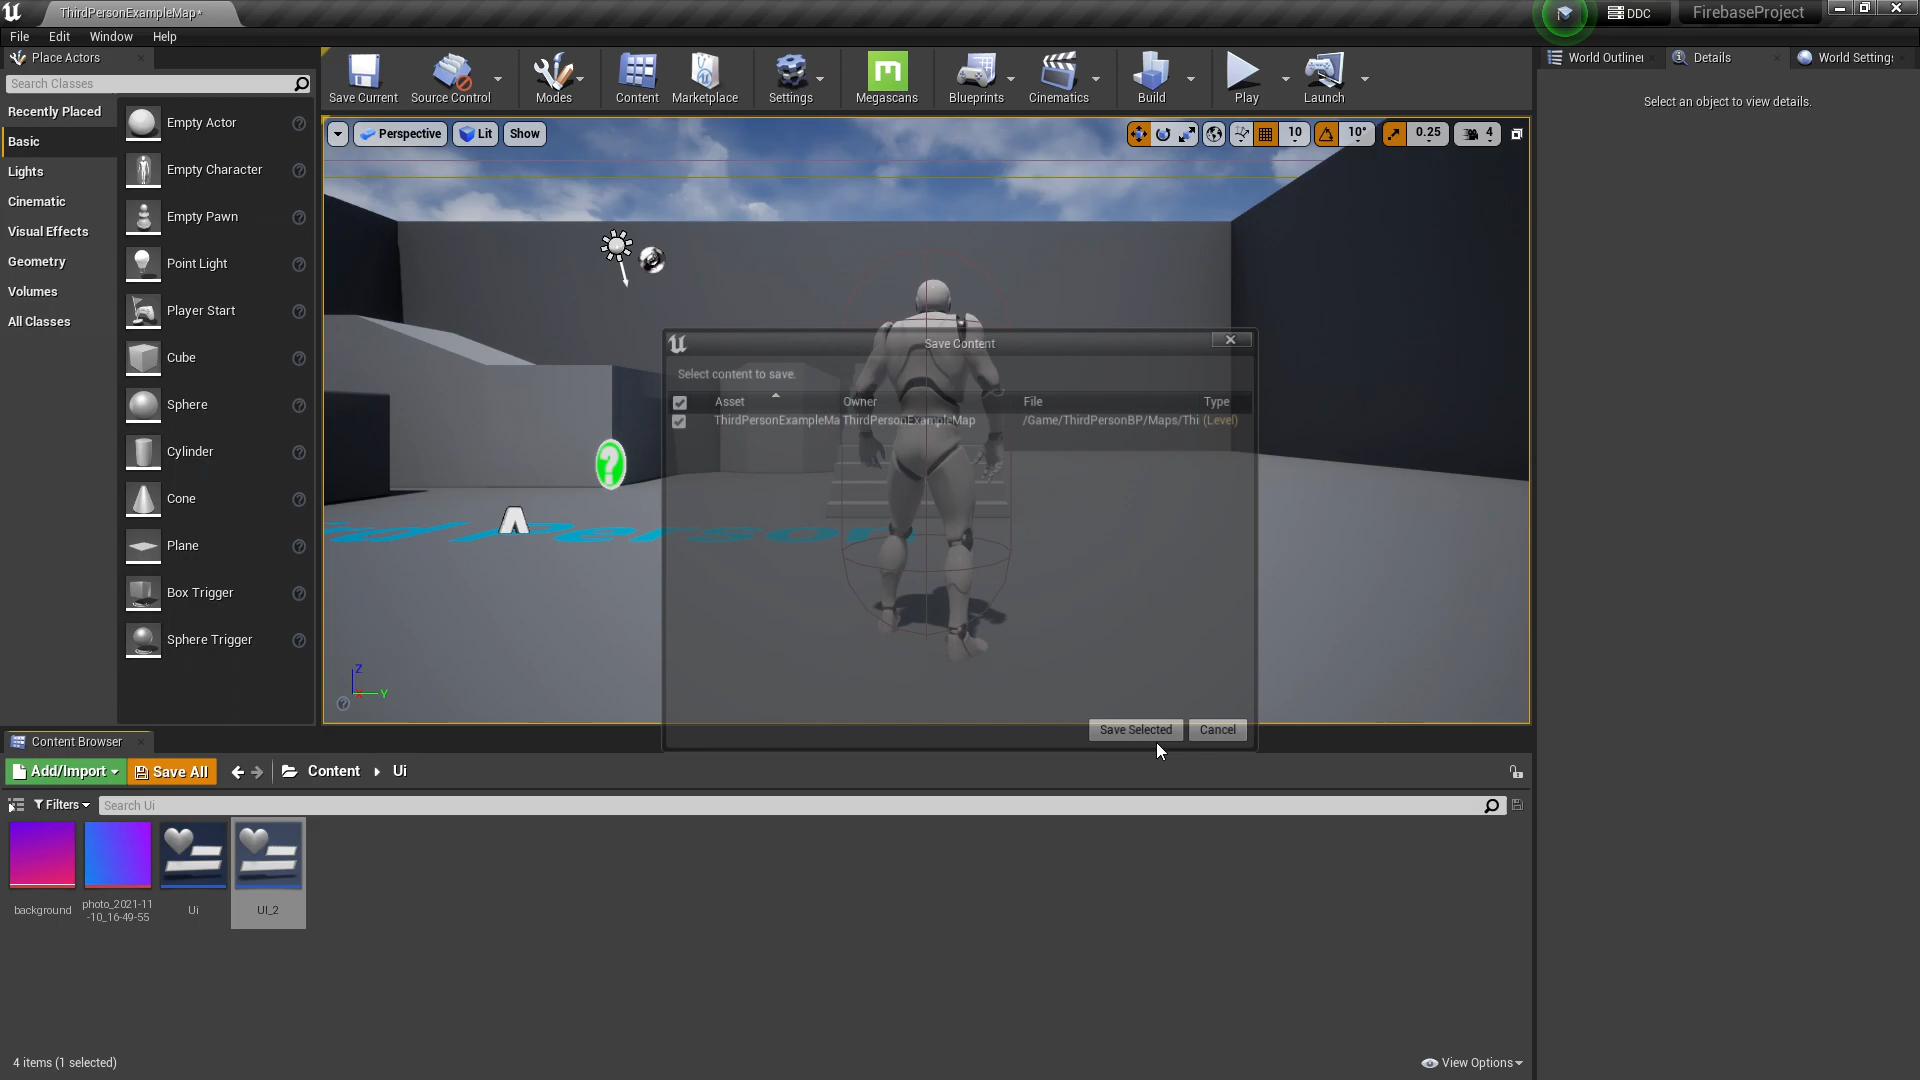 ThirdPersonExampleMap*
DDC
FirebaseProject
File
Edit
Window
Help
Place Actors
Search Classes
Recently Placed
Basic
Lights
Cinematic
Visual Effects
Geometry
Volumes
All Classes
Empty Actor
Empty Character
Empty Pawn
Point Light
Player Start
Cube
Sphere
Cylinder
Cone
Plane
Box Trigger
Sphere Trigger
Save Current
Source Control
Modes
Content
Marketplace
Settings
Megascans
Blueprints
Cinematics
Build
Play
Launch
Perspective
Lit
Show
10
10°
0.25
4
Z
Y
Save Content
Select content to save.
Asset
Owner
File
Type
ThirdPersonExampleMa
ThirdPersonExampleMap
/Game/ThirdPersonBP/Maps/Thi
(Level)
Save Selected
Cancel
World Outliner
Details
World Settings
Select an object to view details.
Content Browser
Add/Import
Save All
Content
Ui
Filters
Search Ui
background
photo_2021-11
-10_16-49-55
Ui
UI_2
4 items (1 selected)
View Options